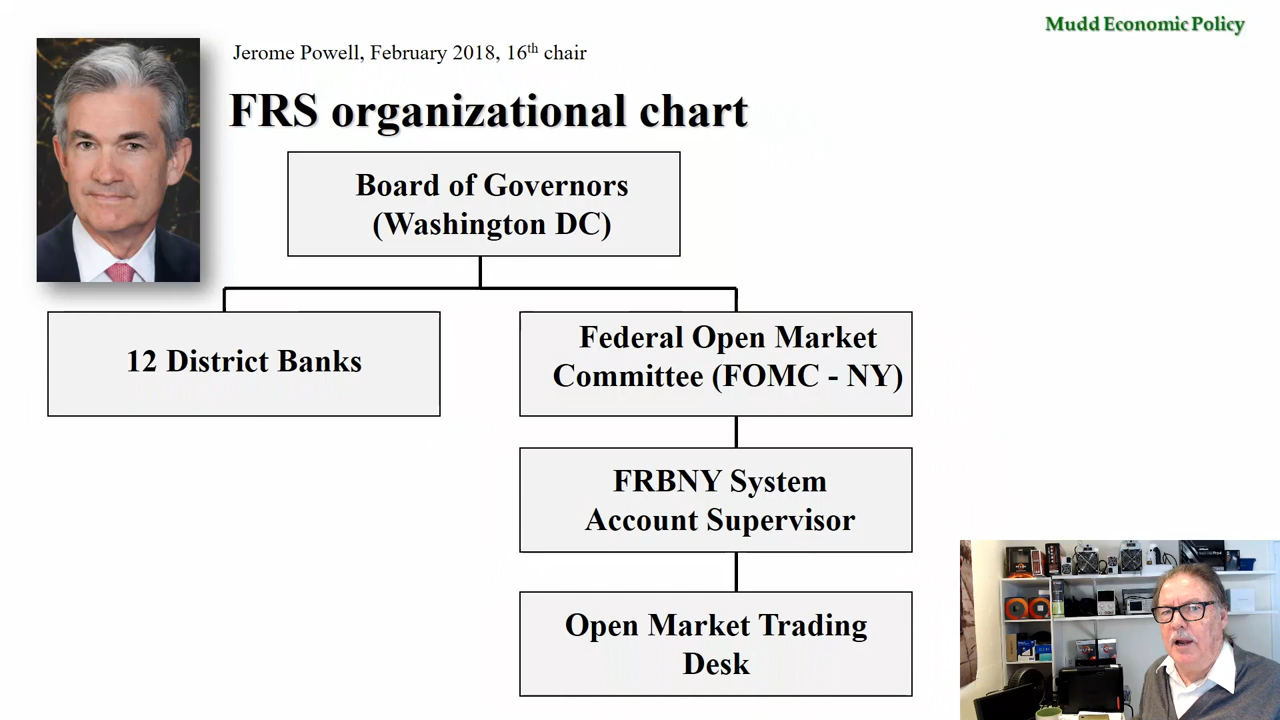 Mudd Economic Policy
Jerome Powell, February 2018, 16th chair
FRS organizational chart
Board of Governors
(Washington DC)
12 District Banks
Federal Open Market
Committee (FOMC - NY)
FRBNY System
Account Supervisor
Open Market Trading
Desk